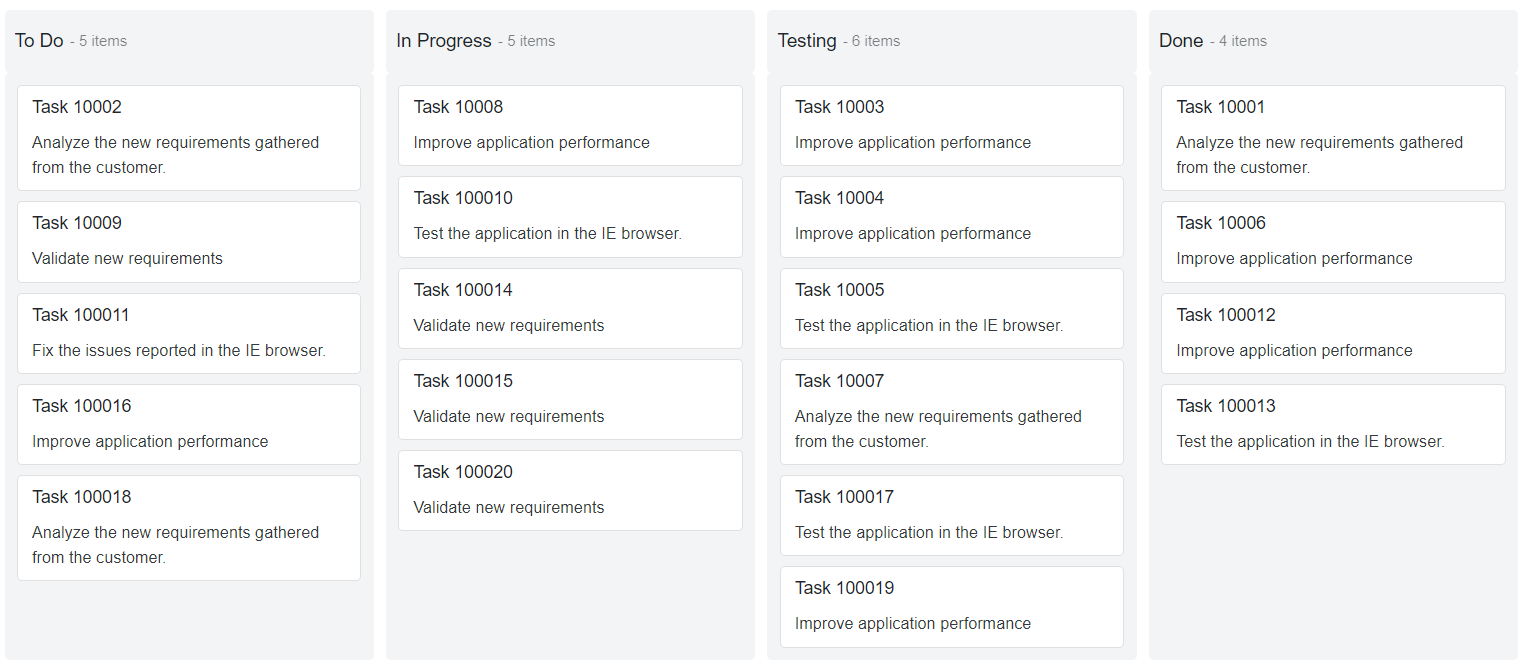 To Do - 5 items
Task 10002
Analyze the new requirements gathered
from the customer.
Task 10009
Validate new requirements
Task 100011
Fix the issues reported in the IE browser.
Task 100016
Improve application performance
Task 100018
Analyze the new requirements gathered
from the customer.
In Progress - 5 items
Task 10008
Improve application performance
Task 100010
Test the application in the IE browser.
Task 100014
Validate new requirements
Task 100015
Validate new requirements
Task 100020
Validate new requirements
Testing - 6 items
Task 10003
Improve application performance
Task 10004
Improve application performance
Task 10005
Test the application in the IE browser.
Task 10007
Analyze the new requirements gathered
from the customer.
Task 100017
Test the application in the IE browser.
Task 100019
Improve application performance
Done - 4 items
Task 10001
Analyze the new requirements gathered
from the customer.
Task 10006
Improve application performance
Task 100012
Improve application performance
Task 100013
Test the application in the IE browser.